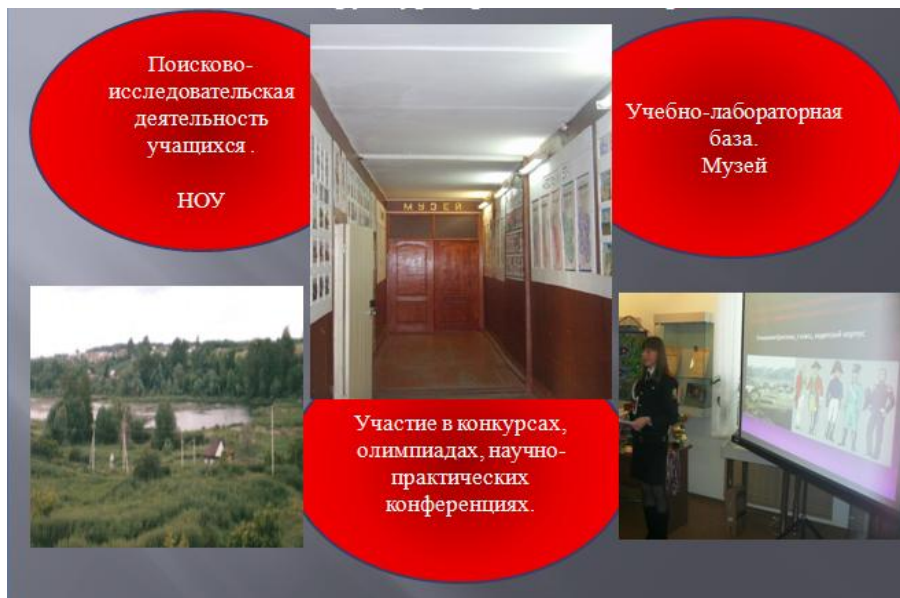 Поисково-
исследовательская
деятельность
учащихся .
НОУ
МУЗЕЙ
Учебно-лабораторная
база.
Музей
Участие в конкурсах,
олимпиадах, научно-
практических
конференциях.